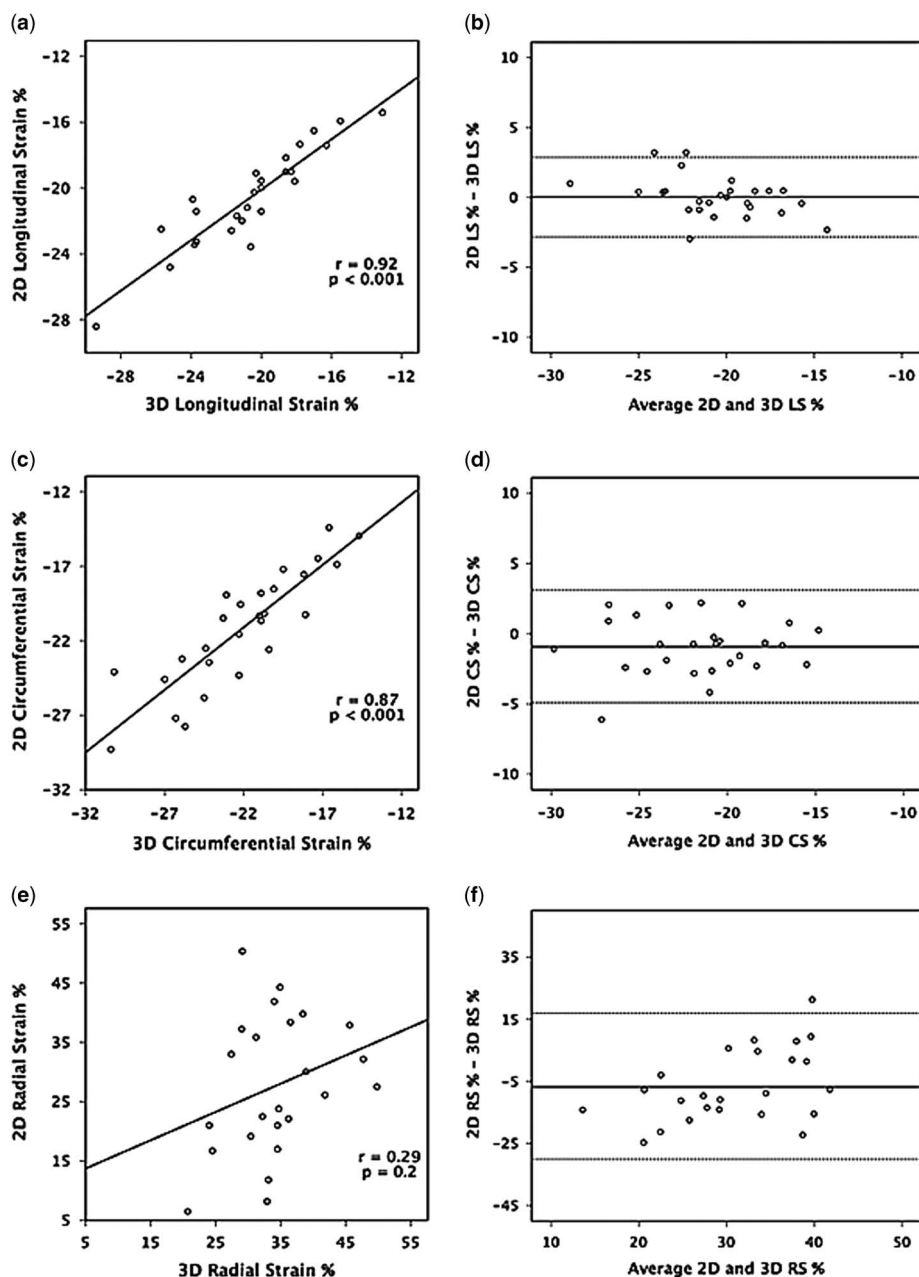 (a)
-12
-16
-20
-24
-28
2D Longitudinal Strain %
r = 0.92
p < 0.001
-28 -24 -20 -16 -12
3D Longitudinal Strain %
(b)
10
5
0
-5
-10
2D LS % - 3D LS %
-30 -25 -20 -15 -10
Average 2D and 3D LS %
(c)
-12
-17
-22
-27
-32
2D Circumferential Strain %
r = 0.87
p < 0.001
-32 -27 -22 -17 -12
3D Circumferential Strain %
(d)
10
5
0
-5
-10
2D CS % - 3D CS %
-30 -25 -20 -15 -10
Average 2D and 3D CS %
(e)
55
45
35
25
15
5
2D Radial Strain %
r = 0.29
p = 0.2
5 15 25 35 45 55
3D Radial Strain %
(f)
35
15
-5
-25
-45
2D RS % - 3D RS %
10 20 30 40 50
Average 2D and 3D RS %